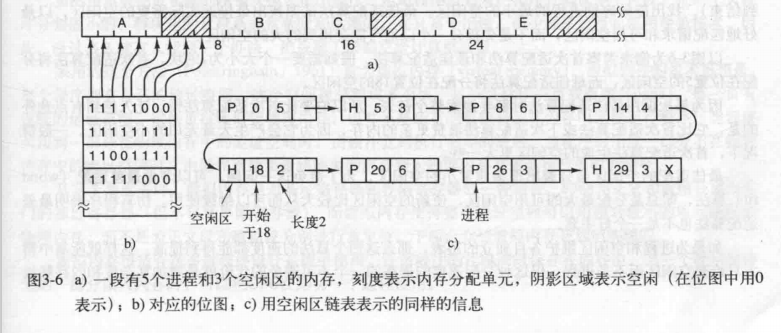 A B C D E
8 16 24
a)
11111000
11111111
11001111
11111000
b)
P 0 5 H 5 3 P 8 6 P 14 4
H 18 2 P 20 6 P 26 3 H 29 3 X
空闲区 开始于18 长度2 进程
c)
图3-6 a) 一段有5个进程和3个空闲区的内存,刻度表示内存分配单元,阴影区域表示空闲(在位图中用0
表示);b) 对应的位图;c) 用空闲区链表表示的同样的信息